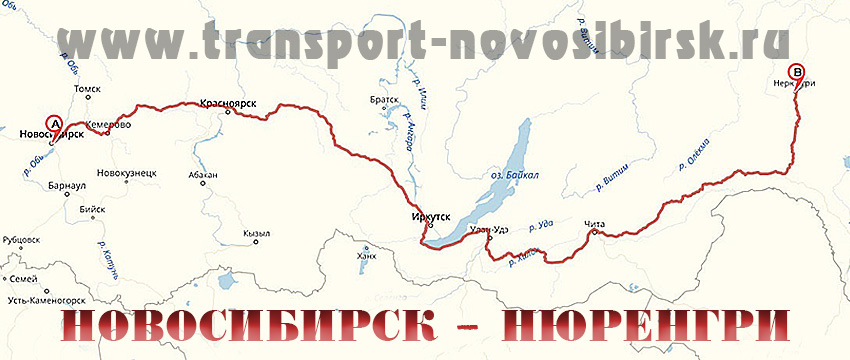 www.transport-novosibirsk.ru
р. Обь
р. Витим
р. Илим
B
Нерюнгри
Томск
Братск
Красноярск
A
Кемерово
р. Ангара
Новосибирск
р. Обь
р. Олёкма
Новокузнецк
Абакан
оз. Байкал
р. Витим
Барнаул
Бийск
Иркутск
р. Уда
Чита
Улан-Удэ
Рубцовск
р. Катунь
Кызыл
Ханх
р. Хилок
Семей
Усть-Каменогорск
НОВОСИБИРСК - НЮРЕНГРИ